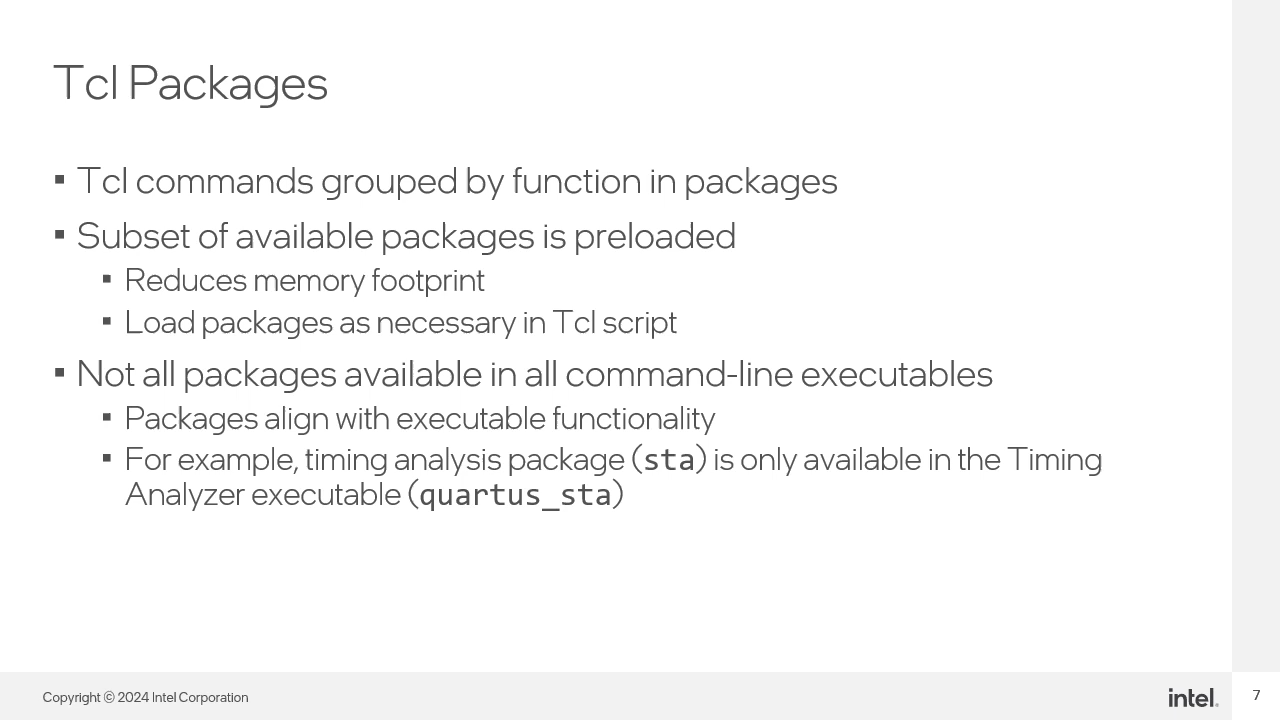 Tcl Packages
▪ Tcl commands grouped by function in packages
▪ Subset of available packages is preloaded
▪ Reduces memory footprint
▪ Load packages as necessary in Tcl script
▪ Not all packages available in all command-line executables
▪ Packages align with executable functionality
▪ For example, timing analysis package (sta) is only available in the Timing
Analyzer executable (quartus_sta)
Copyright © 2024 Intel Corporation
intel.
7